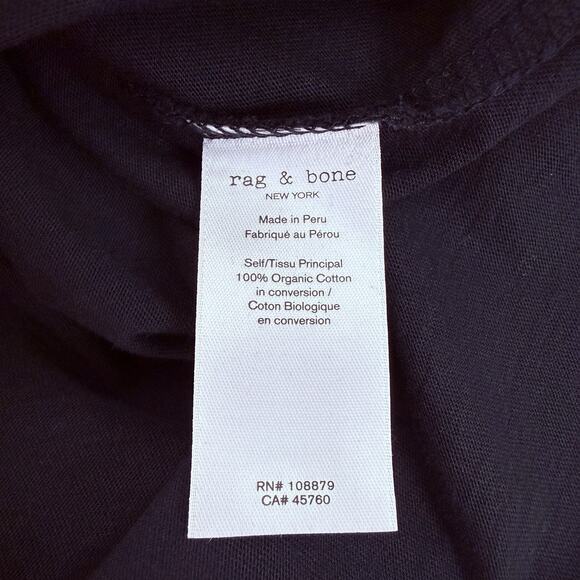 rag & bone
NEW YORK
Made in Peru
Fabriqué au Pérou
Self/Tissu Principal
100% Organic Cotton
in conversion /
Coton Biologique
en conversion
RN# 108879
CA# 45760